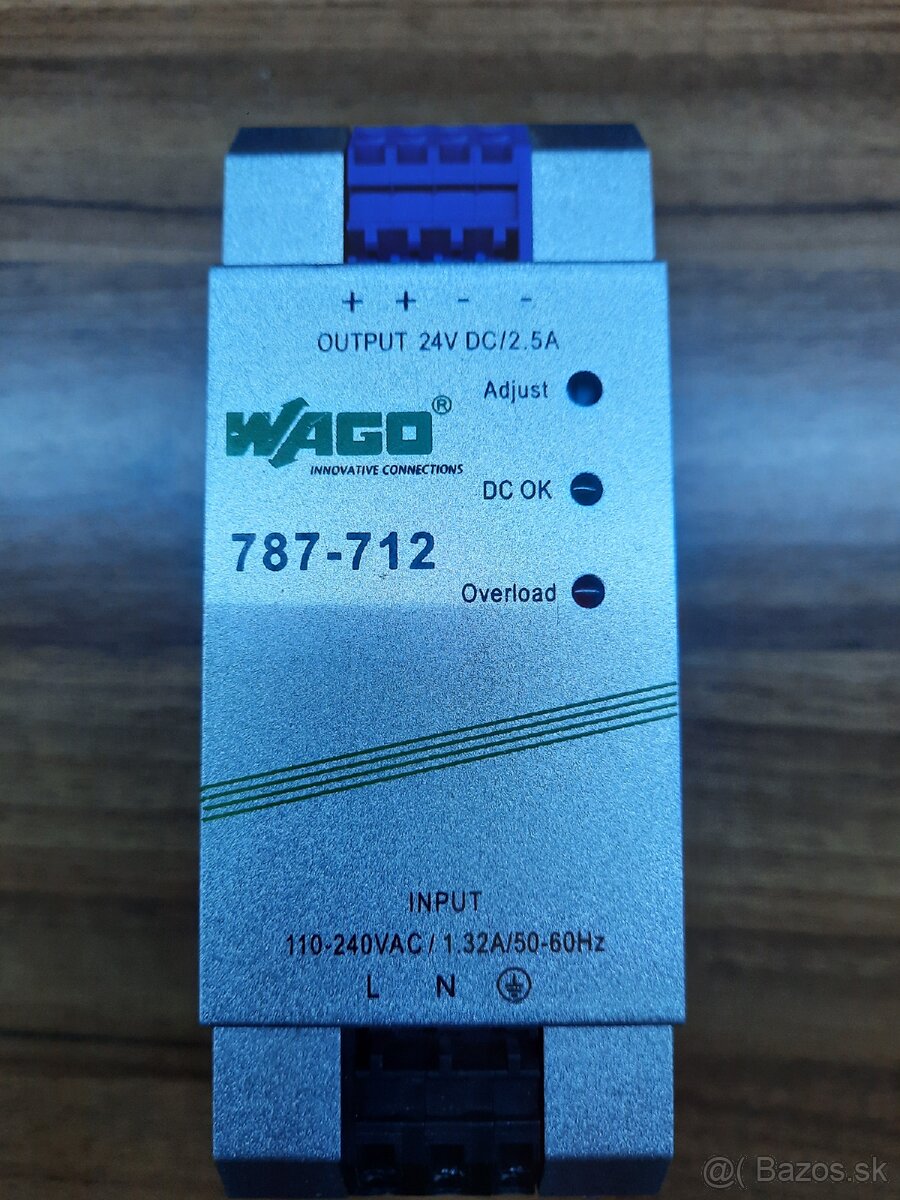 + + - -
OUTPUT 24V DC/2.5A
Adjust
WAGO®
INNOVATIVE CONNECTIONS
DC OK
787-712
Overload
INPUT
110-240VAC / 1.32A/50-60Hz
L N
@( Bazos.sk